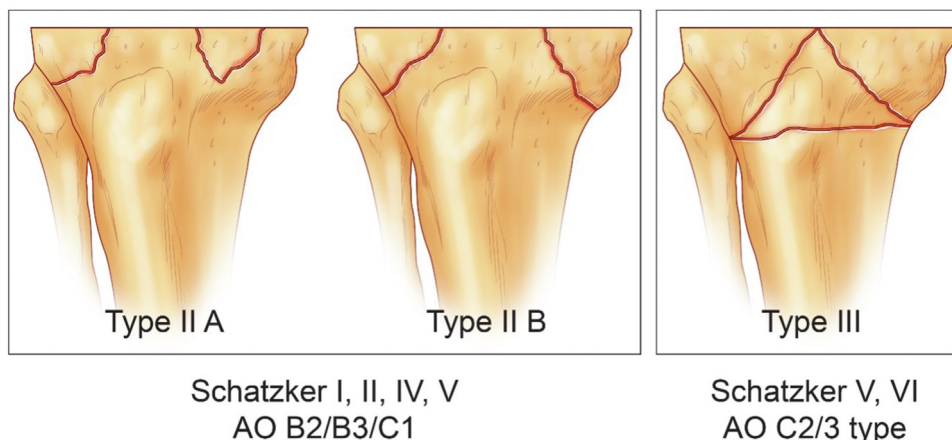 Type II A
Type II B
Type III
Schatzker I, II, IV, V
AO B2/B3/C1
Schatzker V, VI
AO C2/3 type